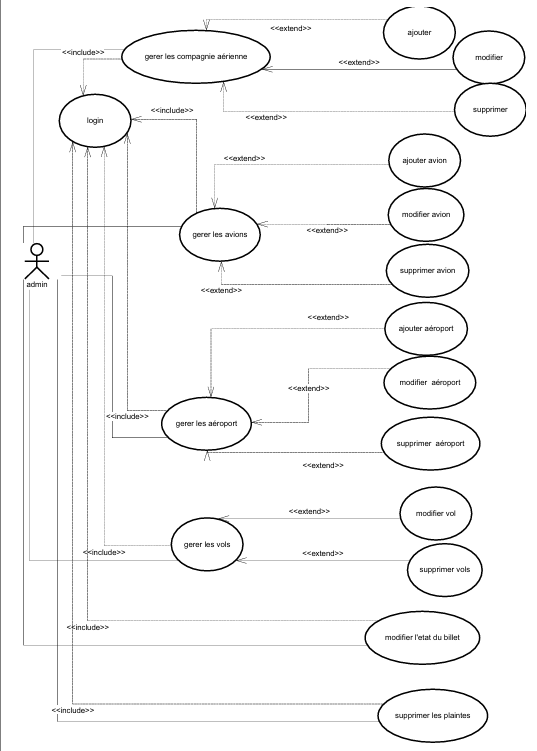 <<extend>>
ajouter
<<include>>
gerer les compagnie aérienne
<<extend>>
modifier
<<include>>
<<extend>>
supprimer
login
<<extend>>
ajouter avion
modifier avion
gerer les avions
<<extend>>
supprimer avion
admin
<<extend>>
<<extend>>
ajouter aéroport
<<extend>>
modifier  aéroport
<<include>>
gerer les aéroport
supprimer  aéroport
<<extend>>
<<extend>>
modifier vol
gerer les vols
<<include>>
<<extend>>
supprimer vols
<<include>>
modifier l'etat du billet
<<include>>
supprimer les plaintes